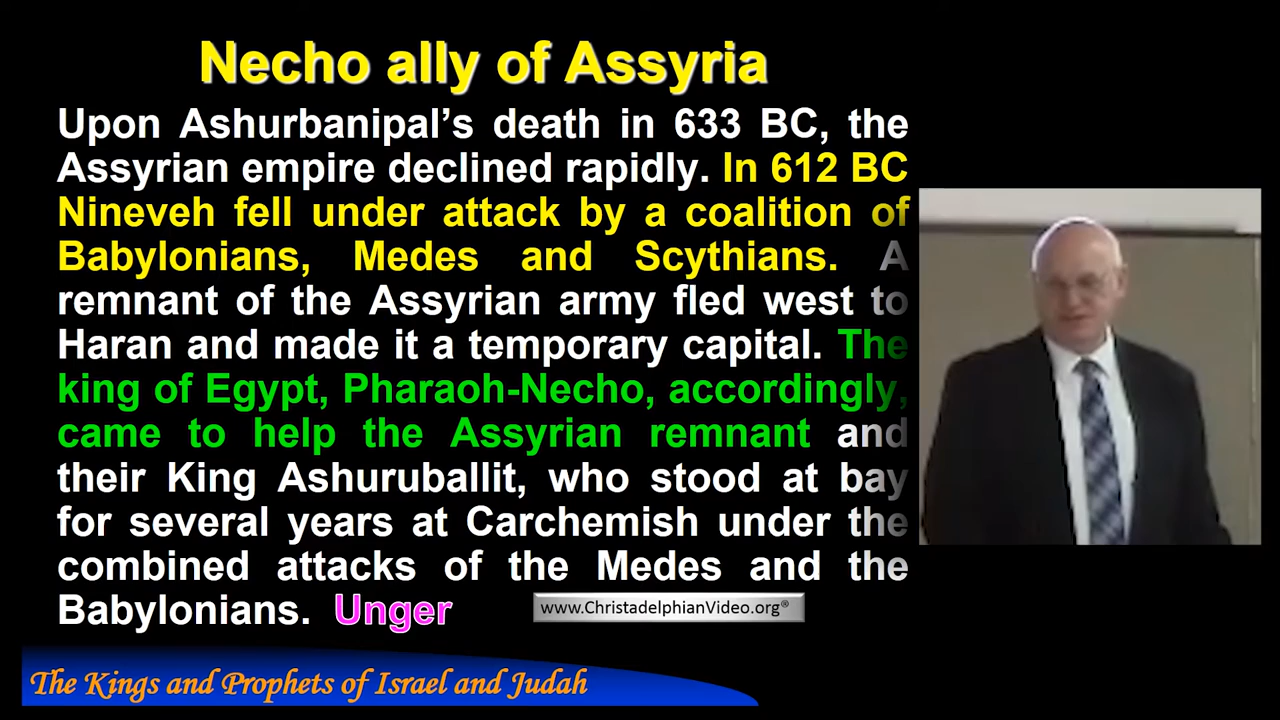 Necho ally of Assyria
Upon Ashurbanipal’s death in 633 BC, the
Assyrian empire declined rapidly. In 612 BC
Nineveh fell under attack by a coalition of
Babylonians, Medes and Scythians. A
remnant of the Assyrian army fled west to
Haran and made it a temporary capital. The
king of Egypt, Pharaoh-Necho, accordingly,
came to help the Assyrian remnant and
their King Ashuruballit, who stood at bay
for several years at Carchemish under the
combined attacks of the Medes and the
Babylonians. Unger
www.ChristadelphianVideo.org®
The Kings and Prophets of Israel and Judah